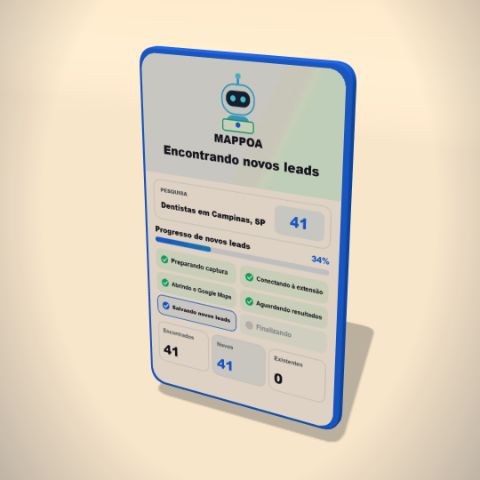 MAPPOA
Encontrando novos leads
PESQUISA
Dentistas em Campinas, SP
41
Progresso de novos leads
34%
Preparando captura
Conectando à extensão
Abrindo o Google Maps
Aguardando resultados
Salvando novos leads
Finalizando
Encontrados
41
Novos
41
Existentes
0